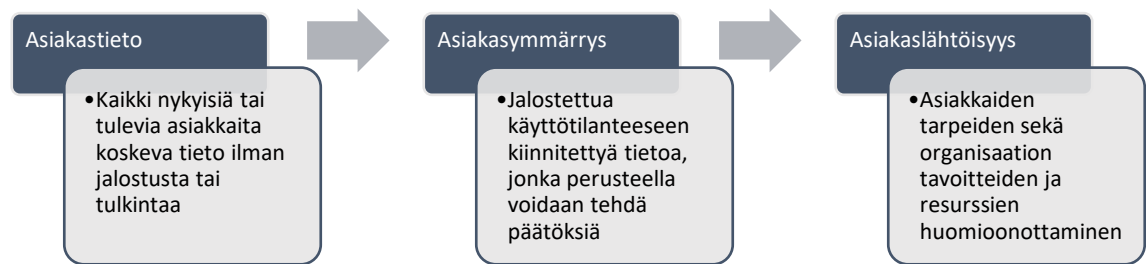 Asiakastieto
•Kaikki nykyisiä tai
tulevia asiakkaita
koskeva tieto ilman
jalostusta tai
tulkintaa
Asiakasymmärrys
•Jalostettua
käyttötilanteeseen
kiinnitettyä tietoa,
jonka perusteella
voidaan tehdä
päätöksiä
Asiakaslähtöisyys
•Asiakkaiden
tarpeiden sekä
organisaation
tavoitteiden ja
resurssien
huomioonottaminen